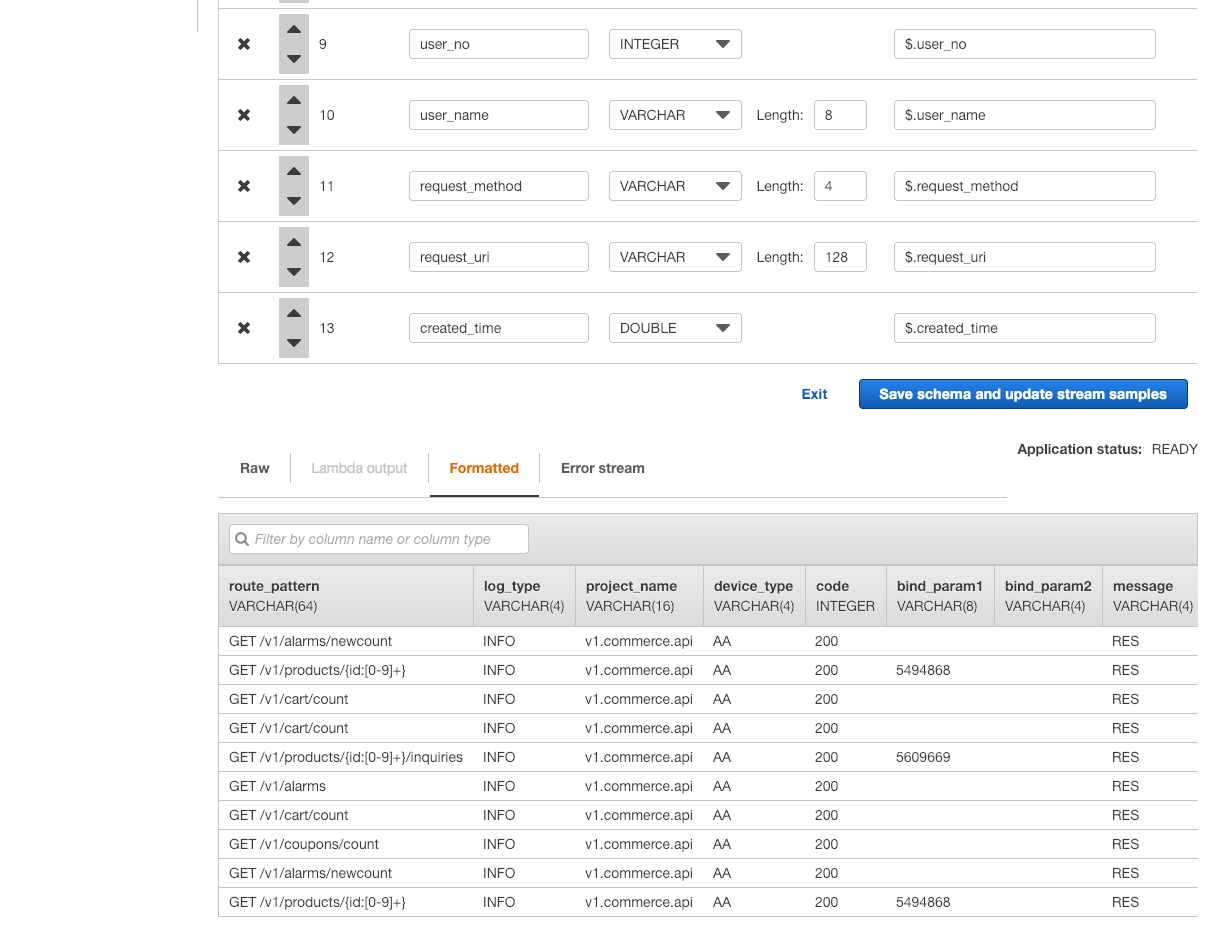 9 user_no INTEGER $.user_no
10 user_name VARCHAR Length: 8 $.user_name
11 request_method VARCHAR Length: 4 $.request_method
12 request_uri VARCHAR Length: 128 $.request_uri
13 created_time DOUBLE $.created_time
Exit Save schema and update stream samples
Application status: READY
Raw Lambda output Formatted Error stream
Filter by column name or column type
route_pattern log_type project_name device_type code bind_param1 bind_param2 message
VARCHAR(64) VARCHAR(4) VARCHAR(16) VARCHAR(4) INTEGER VARCHAR(8) VARCHAR(4) VARCHAR(4)
GET /v1/alarms/newcount INFO v1.commerce.api AA 200 RES
GET /v1/products/{id:[0-9]+} INFO v1.commerce.api AA 200 5494868 RES
GET /v1/cart/count INFO v1.commerce.api AA 200 RES
GET /v1/cart/count INFO v1.commerce.api AA 200 RES
GET /v1/products/{id:[0-9]+}/inquiries INFO v1.commerce.api AA 200 5609669 RES
GET /v1/alarms INFO v1.commerce.api AA 200 RES
GET /v1/cart/count INFO v1.commerce.api AA 200 RES
GET /v1/coupons/count INFO v1.commerce.api AA 200 RES
GET /v1/alarms/newcount INFO v1.commerce.api AA 200 RES
GET /v1/products/{id:[0-9]+} INFO v1.commerce.api AA 200 5494868 RES